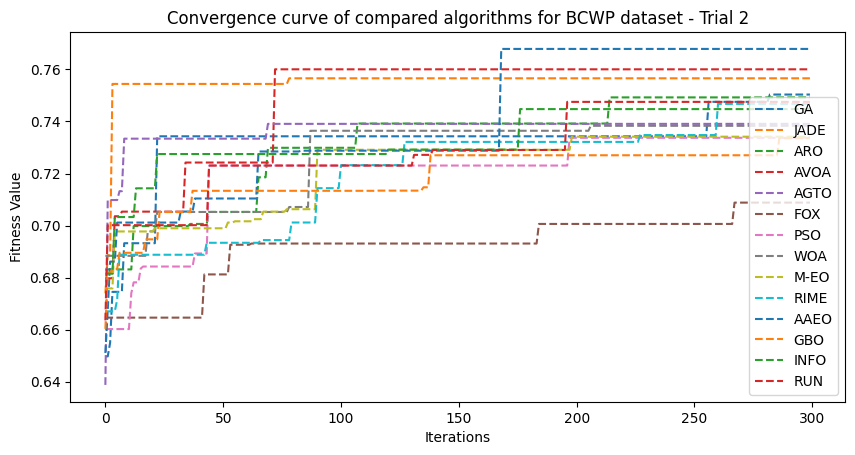 Convergence curve of compared algorithms for BCWP dataset - Trial 2
Fitness Value
0.76
0.74
0.72
0.70
0.68
0.66
0.64
0
50
100
150
200
250
300
Iterations
GA
JADE
ARO
AVOA
AGTO
FOX
PSO
WOA
M-EO
RIME
AAEO
GBO
INFO
RUN